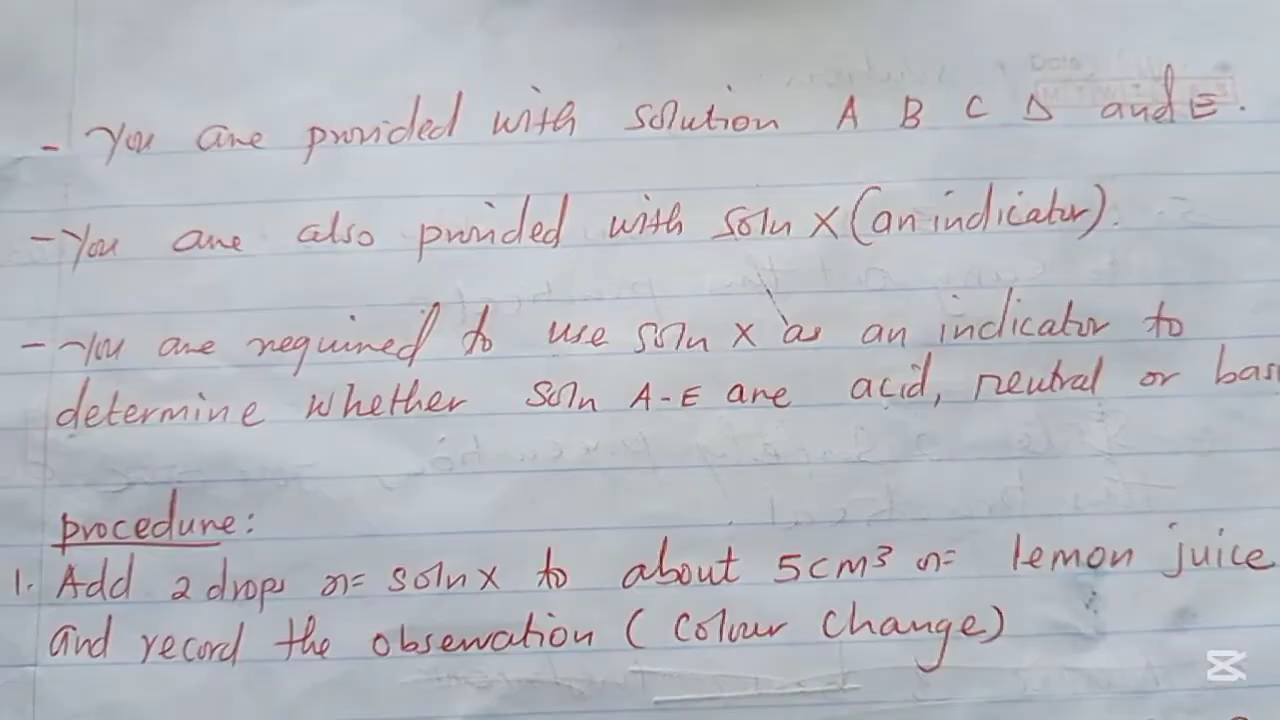 - You are provided with solution A B C D and E.
- You are also provided with soln X (an indicator).
- You are required to use soln X as an indicator to
determine whether soln A-E are acid, neutral or bas
procedure:
1. Add 2 drops of soln X to about 5cm³ of lemon juice
and record the observation (Colour change)